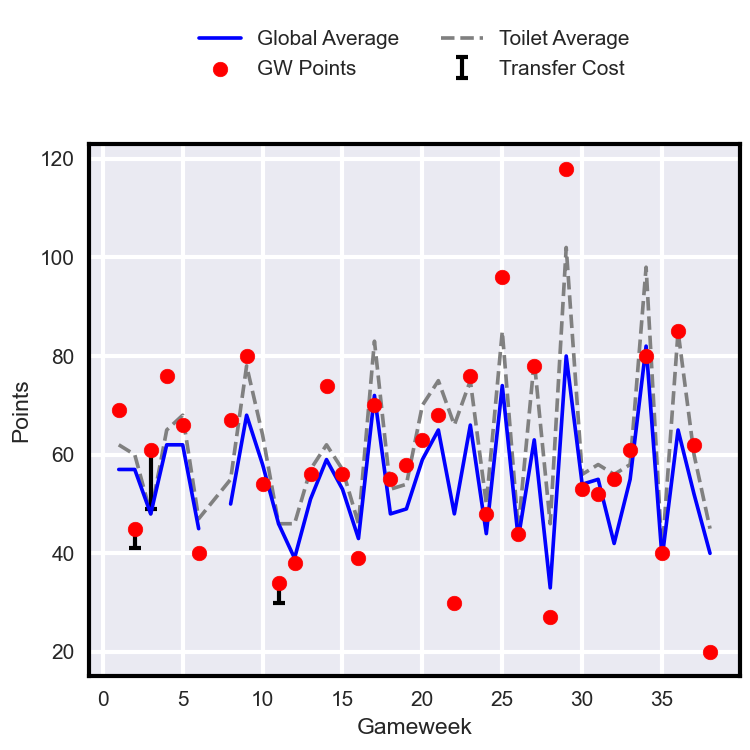 Global Average
Toilet Average
GW Points
Transfer Cost
120
100
80
60
40
20
Points
0 5 10 15 20 25 30 35
Gameweek